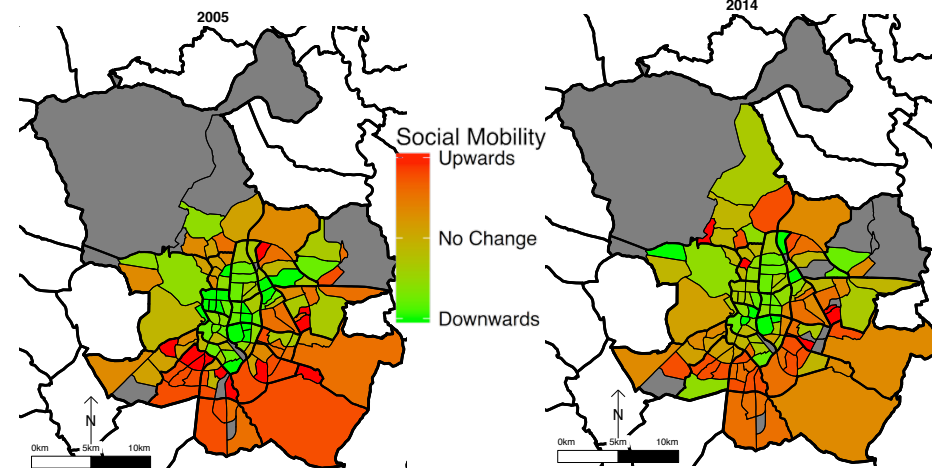 2005
2014
Social Mobility
Upwards
No Change
Downwards
N
0km 5km 10km
N
0km 5km 10km